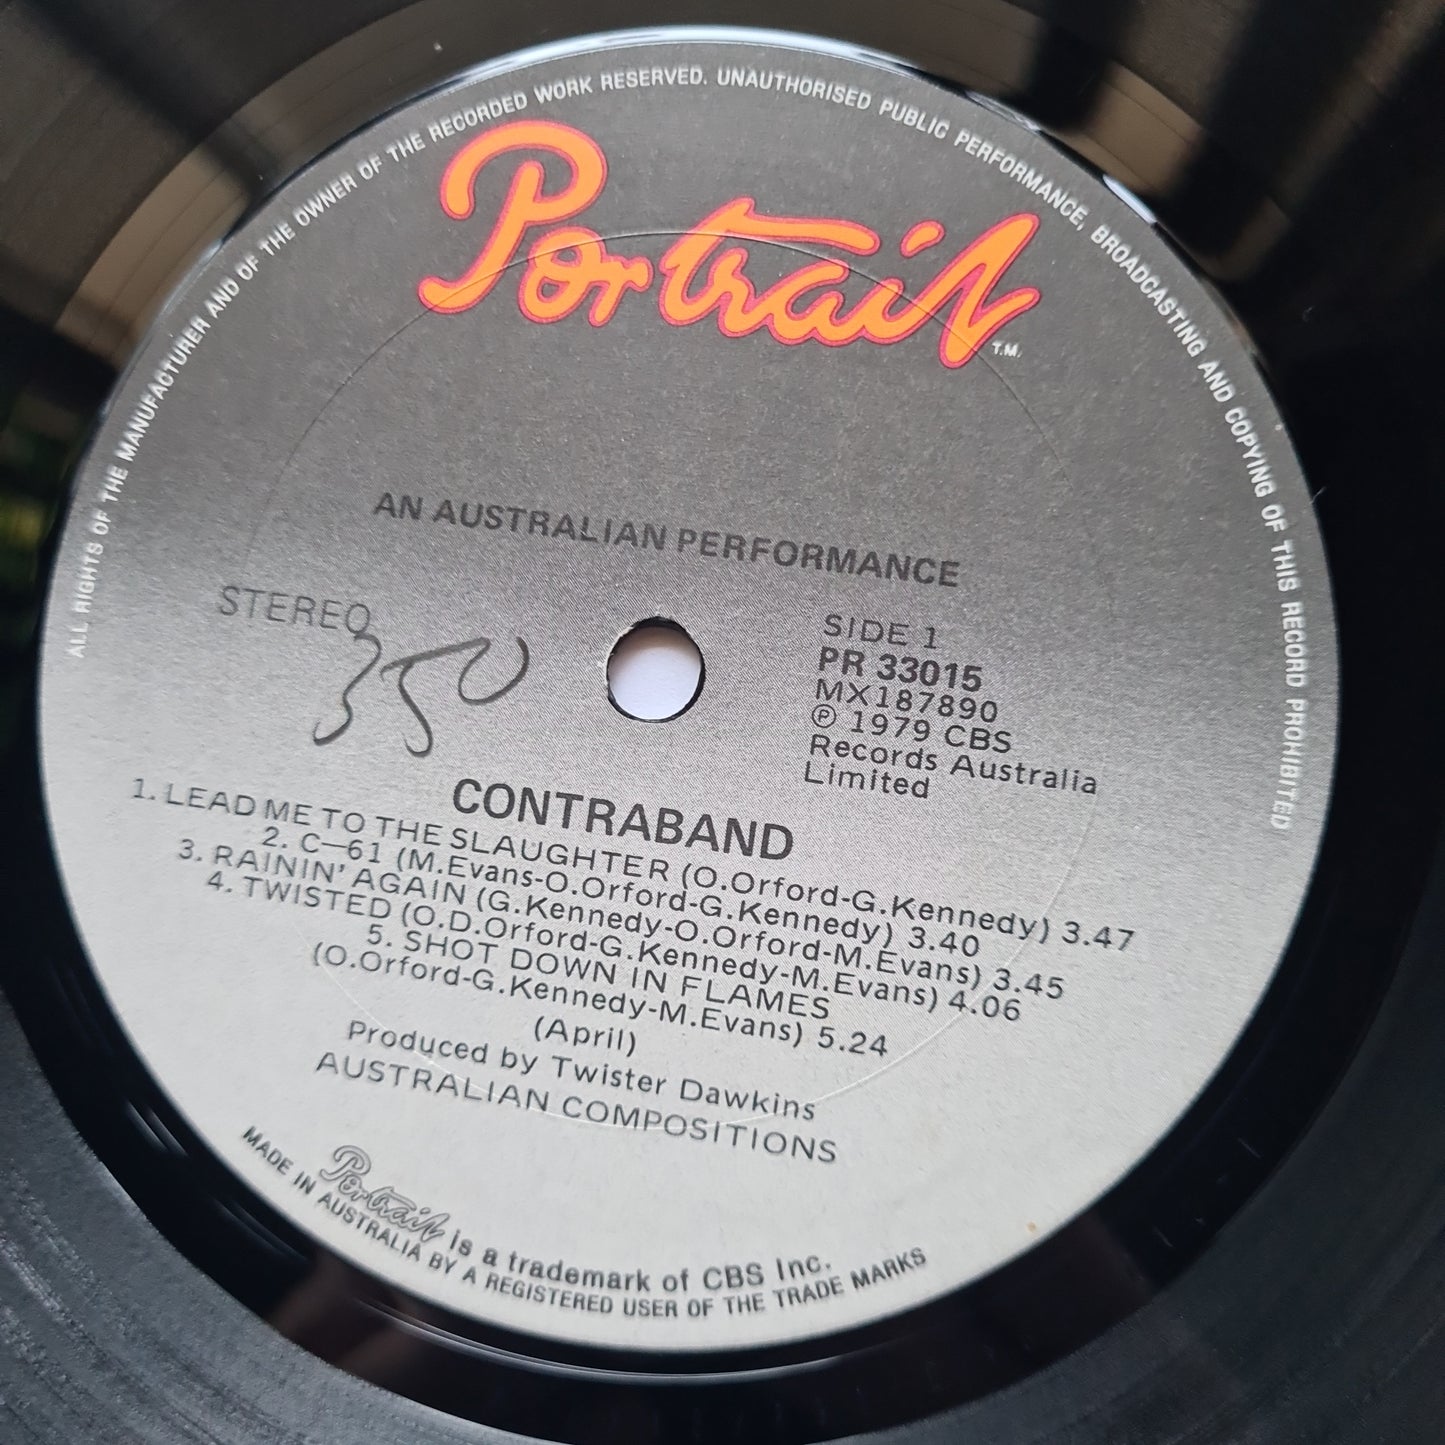 ALL RIGHTS OF THE MANUFACTURER AND OF THE OWNER OF THE RECORDED WORK RESERVED. UNAUTHORISED PUBLIC PERFORMANCE, BROADCASTING AND COPYING OF THIS RECORD PROHIBITED
Portrait
T.M.
AN AUSTRALIAN PERFORMANCE
STEREO
350
SIDE 1
PR 33015
MX187890
℗ 1979 CBS
Records Australia
Limited
CONTRABAND
1. LEAD ME TO THE SLAUGHTER (O.Orford-G.Kennedy) 3.47
2. C—61 (M.Evans-O.Orford-G.Kennedy) 3.40
3. RAININ' AGAIN (G.Kennedy-O.Orford-M.Evans) 3.45
4. TWISTED (O.D.Orford-G.Kennedy-M.Evans) 4.06
5. SHOT DOWN IN FLAMES
(O.Orford-G.Kennedy-M.Evans) 5.24
(April)
Produced by Twister Dawkins
AUSTRALIAN COMPOSITIONS
Portrait is a trademark of CBS Inc.
MADE IN AUSTRALIA BY A REGISTERED USER OF THE TRADE MARKS